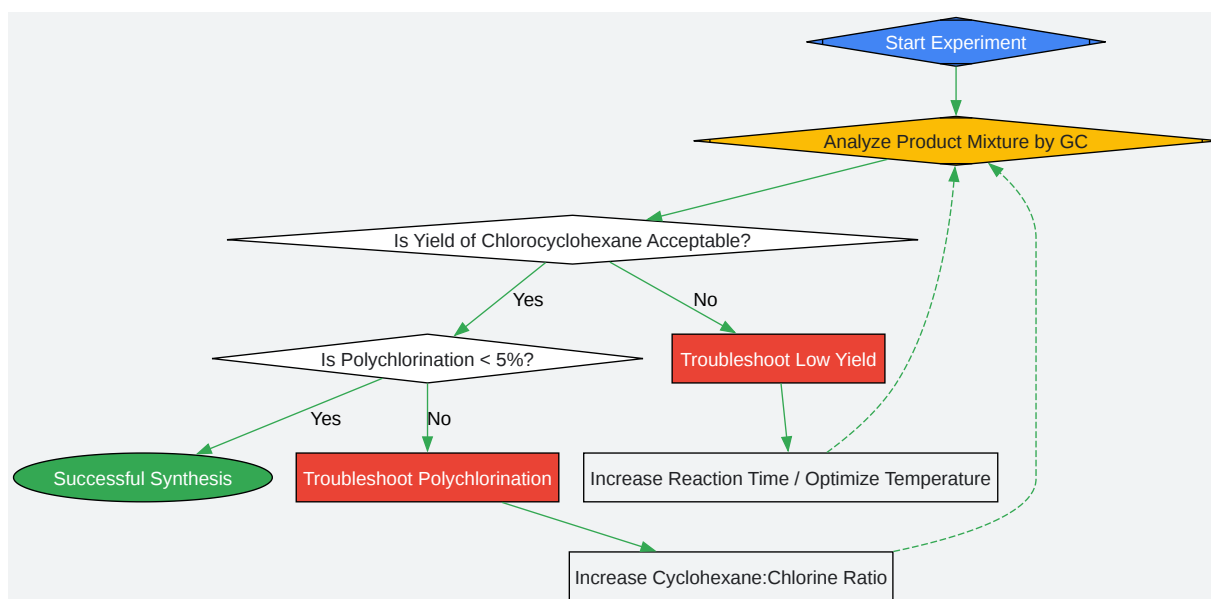 Start Experiment
Analyze Product Mixture by GC
Is Yield of Chlorocyclohexane Acceptable?
Yes
No
Is Polychlorination < 5%?
Troubleshoot Low Yield
Yes
No
Successful Synthesis
Troubleshoot Polychlorination
Increase Reaction Time / Optimize Temperature
Increase Cyclohexane:Chlorine Ratio